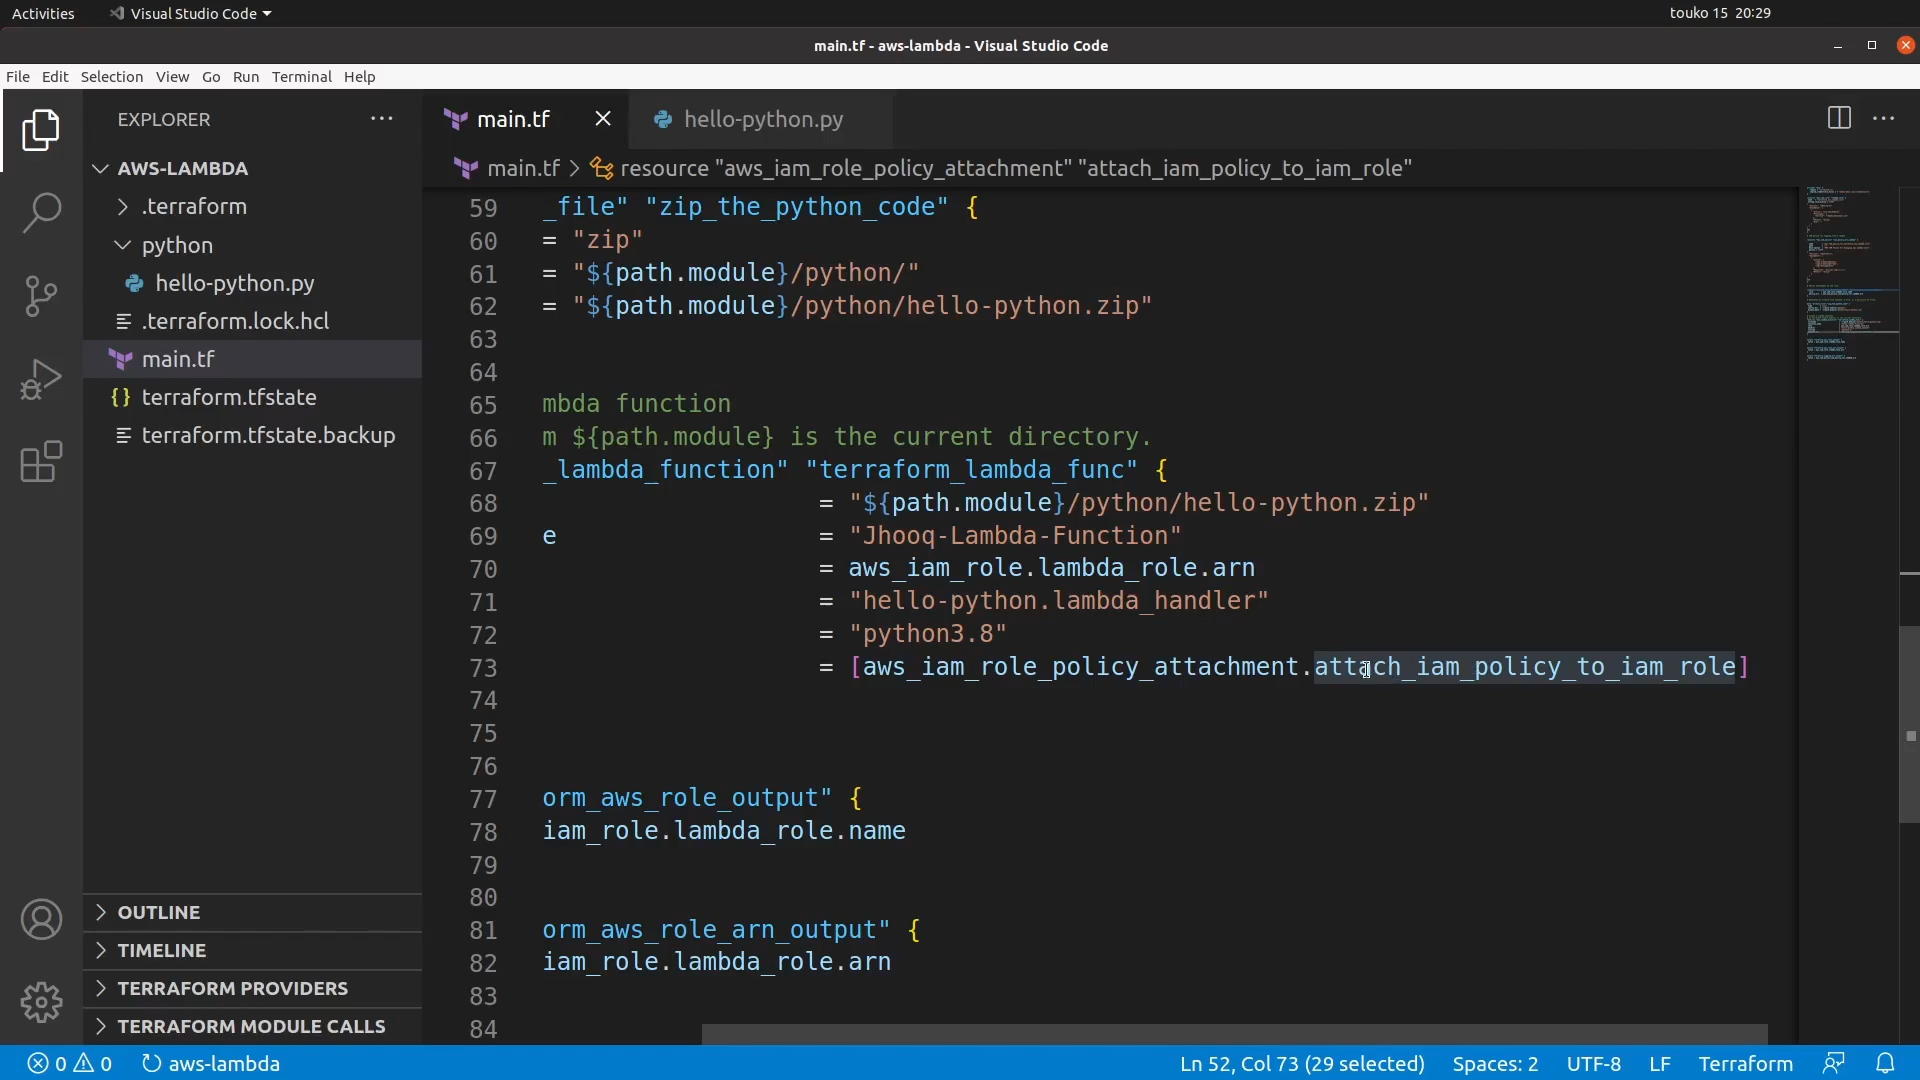 Activities
Visual Studio Code
touko 15 20:29
main.tf - aws-lambda - Visual Studio Code
File Edit Selection View Go Run Terminal Help
EXPLORER
AWS-LAMBDA
.terraform
python
hello-python.py
.terraform.lock.hcl
main.tf
terraform.tfstate
terraform.tfstate.backup
OUTLINE
TIMELINE
TERRAFORM PROVIDERS
TERRAFORM MODULE CALLS
main.tf
hello-python.py
main.tf > resource "aws_iam_role_policy_attachment" "attach_iam_policy_to_iam_role"
59 _file" "zip_the_python_code" {
60 = "zip"
61 = "${path.module}/python/"
62 = "${path.module}/python/hello-python.zip"
63
64
65 mbda function
66 m ${path.module} is the current directory.
67 _lambda_function" "terraform_lambda_func" {
68 = "${path.module}/python/hello-python.zip"
69 e = "Jhooq-Lambda-Function"
70 = aws_iam_role.lambda_role.arn
71 = "hello-python.lambda_handler"
72 = "python3.8"
73 = [aws_iam_role_policy_attachment.attach_iam_policy_to_iam_role]
74
75
76
77 orm_aws_role_output" {
78 iam_role.lambda_role.name
79
80
81 orm_aws_role_arn_output" {
82 iam_role.lambda_role.arn
83
84
0 0 aws-lambda
Ln 52, Col 73 (29 selected) Spaces: 2 UTF-8 LF Terraform